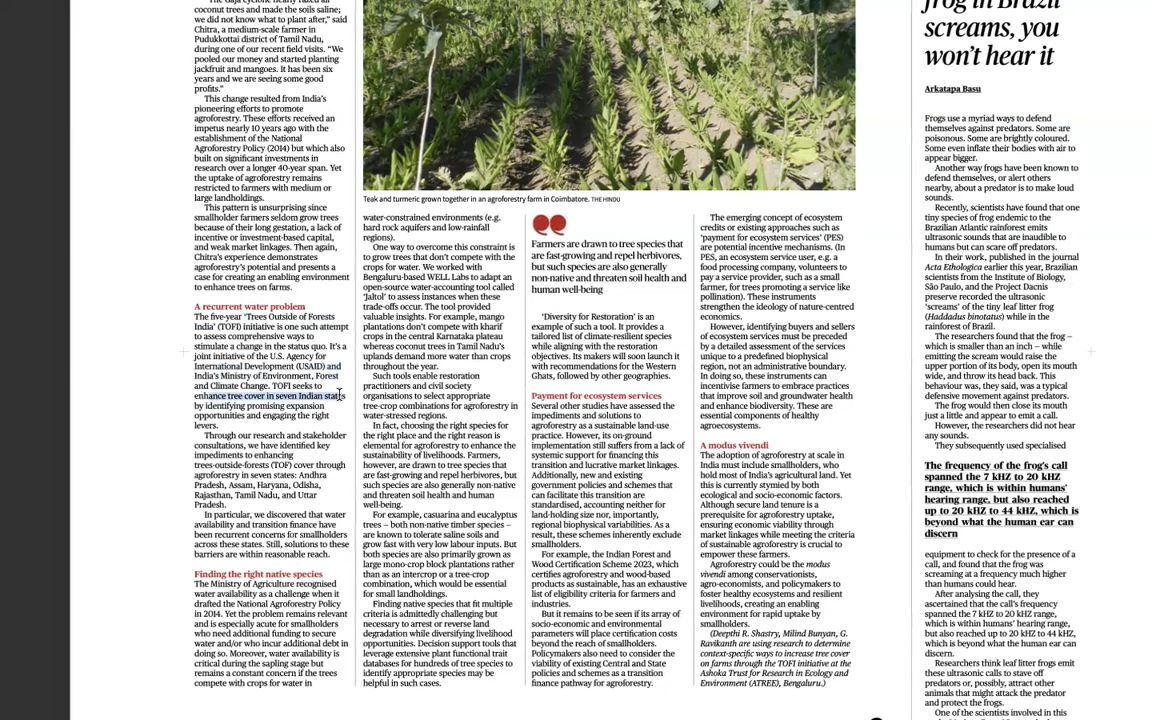 coconut trees and made the soils saline;
we did not know what to plant after,” said
Chitra, a medium-scale farmer in
Pudukkottai district of Tamil Nadu,
during one of our recent field visits. “We
pooled our money and started planting
jackfruit and mangoes. It has been six
years and we are seeing some good
profits.”
This change resulted from India’s
pioneering efforts to promote
agroforestry. These efforts received an
impetus nearly 10 years ago with the
establishment of the National
Agroforestry Policy (2014) but which also
built on significant investments in
research over a longer 40-year span. Yet
the uptake of agroforestry remains
restricted to farmers with medium or
large landholdings.
This pattern is unsurprising since
smallholder farmers seldom grow trees
because of their long gestation, a lack of
incentive or investment-based capital,
and weak market linkages. Then again,
Chitra’s experience demonstrates
agroforestry’s potential and presents a
case for creating an enabling environment
to enhance trees on farms.
A recurrent water problem
The five-year ‘Trees Outside of Forests
India’ (TOFI) initiative is one such attempt
to assess comprehensive ways to
stimulate a change in the status quo. It’s a
joint initiative of the U.S. Agency for
International Development (USAID) and
India’s Ministry of Environment, Forest
and Climate Change. TOFI seeks to
enhance tree cover in seven Indian states
by identifying promising expansion
opportunities and engaging the right
levers.
Through our research and stakeholder
consultations, we have identified key
impediments to enhancing
trees-outside-forests (TOF) cover through
agroforestry in seven states: Andhra
Pradesh, Assam, Haryana, Odisha,
Rajasthan, Tamil Nadu, and Uttar
Pradesh.
In particular, we discovered that water
availability and transition finance have
been recurrent concerns for smallholders
across these states. Still, solutions to these
barriers are within reasonable reach.
Finding the right native species
The Ministry of Agriculture recognised
water availability as a challenge when it
drafted the National Agroforestry Policy
in 2014. Yet the problem remains relevant
and is especially acute for smallholders
who need additional funding to secure
water and/or who incur additional debt in
doing so. Moreover, water availability is
critical during the sapling stage but
remains a constant concern if the trees
compete with crops for water in
Teak and turmeric grown together in an agroforestry farm in Coimbatore. THE HINDU
water-constrained environments (e.g.
hard rock aquifers and low-rainfall
regions).
One way to overcome this constraint is
to grow trees that don’t compete with the
crops for water. We worked with
Bengaluru-based WELL Labs to adapt an
open-source water-accounting tool called
‘Jaltol’ to assess instances when these
trade-offs occur. The tool provided
valuable insights. For example, mango
plantations don’t compete with kharif
crops in the central Karnataka plateau
whereas coconut trees in Tamil Nadu’s
uplands demand more water than crops
throughout the year.
Such tools enable restoration
practitioners and civil society
organisations to select appropriate
tree-crop combinations for agroforestry in
water-stressed regions.
In fact, choosing the right species for
the right place and the right reason is
elemental for agroforestry to enhance the
sustainability of livelihoods. Farmers,
however, are drawn to tree species that
are fast-growing and repel herbivores, but
such species are also generally non-native
and threaten soil health and human
well-being.
For example, casuarina and eucalyptus
trees – both non-native timber species –
are known to tolerate saline soils and
grow fast with very low labour inputs. But
both species are also primarily grown as
large mono-crop block plantations rather
than as an intercrop or a tree-crop
combination, which would be essential
for small landholdings.
Finding native species that fit multiple
criteria is admittedly challenging but
necessary to arrest or reverse land
degradation while diversifying livelihood
opportunities. Decision support tools that
leverage extensive plant functional trait
databases for hundreds of tree species to
identify appropriate species may be
helpful in such cases.
Farmers are drawn to tree species that
are fast-growing and repel herbivores,
but such species are also generally
non-native and threaten soil health and
human well-being
‘Diversity for Restoration’ is an
example of such a tool. It provides a
tailored list of climate-resilient species
while aligning with the restoration
objectives. Its makers will soon launch it
with recommendations for the Western
Ghats, followed by other geographies.
Payment for ecosystem services
Several other studies have assessed the
impediments and solutions to
agroforestry as a sustainable land-use
practice. However, its on-ground
implementation still suffers from a lack of
systemic support for financing this
transition and lucrative market linkages.
Additionally, new and existing
government policies and schemes that
can facilitate this transition are
standardised, accounting neither for
land-holding size nor, importantly,
regional biophysical variabilities. As a
result, these schemes inherently exclude
smallholders.
For example, the Indian Forest and
Wood Certification Scheme 2023, which
certifies agroforestry and wood-based
products as sustainable, has an exhaustive
list of eligibility criteria for farmers and
industries.
But it remains to be seen if its array of
socio-economic and environmental
parameters will place certification costs
beyond the reach of smallholders.
Policymakers also need to consider the
viability of existing Central and State
policies and schemes as a transition
finance pathway for agroforestry.
The emerging concept of ecosystem
credits or existing approaches such as
‘payment for ecosystem services’ (PES)
are potential incentive mechanisms. (In
PES, an ecosystem service user, e.g. a
food processing company, volunteers to
pay a service provider, such as a small
farmer, for trees promoting a service like
pollination). These instruments
strengthen the ideology of nature-centred
economics.
However, identifying buyers and sellers
of ecosystem services must be preceded
by a detailed assessment of the services
unique to a predefined biophysical
region, not an administrative boundary.
In doing so, these instruments can
incentivise farmers to embrace practices
that improve soil and groundwater health
and enhance biodiversity. These are
essential components of healthy
agroecosystems.
A modus vivendi
The adoption of agroforestry at scale in
India must include smallholders, who
hold most of India’s agricultural land. Yet
this is currently stymied by both
ecological and socio-economic factors.
Although secure land tenure is a
prerequisite for agroforestry uptake,
ensuring economic viability through
market linkages while meeting the criteria
of sustainable agroforestry is crucial to
empower these farmers.
Agroforestry could be the modus
vivendi among conservationists,
agro-economists, and policymakers to
foster healthy ecosystems and resilient
livelihoods, creating an enabling
environment for rapid uptake by
smallholders.
(Deepthi R. Shastry, Milind Bunyan, G.
Ravikanth are using research to determine
context-specific ways to increase tree cover
on farms through the TOFI initiative at the
Ashoka Trust for Research in Ecology and
Environment (ATREE), Bengaluru.)
frog in Brazil
screams, you
won’t hear it
Arkatapa Basu
Frogs use a myriad ways to defend
themselves against predators. Some are
poisonous. Some are brightly coloured.
Some even inflate their bodies with air to
appear bigger.
Another way frogs have been known to
defend themselves, or alert others
nearby, about a predator is to make loud
sounds.
Recently, scientists have found that one
tiny species of frog endemic to the
Brazilian Atlantic rainforest emits
ultrasonic sounds that are inaudible to
humans but can scare off predators.
In their work, published in the journal
Acta Ethologica earlier this year, Brazilian
scientists from the Institute of Biology,
São Paulo, and the Project Dacnis
preserve recorded the ultrasonic
‘screams’ of the tiny leaf litter frog
(Haddadus binotatus) while in the
rainforest of Brazil.
The researchers found that the frog –
which is smaller than an inch – while
emitting the scream would raise the
upper portion of its body, open its mouth
wide, and throw its head back. This
behaviour was, they said, was a typical
defensive movement against predators.
The frog would then close its mouth
just a little and appear to emit a call.
However, the researchers did not hear
any sounds.
They subsequently used specialised
The frequency of the frog’s call
spanned the 7 kHZ to 20 kHZ
range, which is within humans’
hearing range, but also reached
up to 20 kHZ to 44 kHZ, which is
beyond what the human ear can
discern
equipment to check for the presence of a
call, and found that the frog was
screaming at a frequency much higher
than humans could hear.
After analysing the call, they
ascertained that the call’s frequency
spanned the 7 kHZ to 20 kHZ range,
which is within humans’ hearing range,
but also reached up to 20 kHZ to 44 kHZ,
which is beyond what the human ear can
discern.
Researchers think leaf litter frogs emit
these ultrasonic calls to stave off
predators or, possibly, attract other
animals that might attack the predator
and protect the frogs.
One of the scientists involved in this